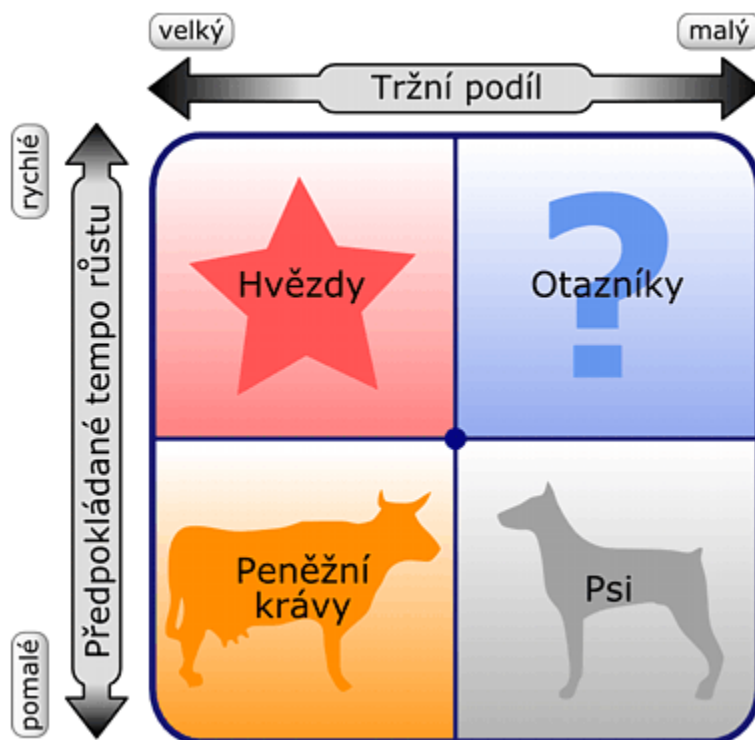 velký
malý
Tržní podíl
rychlé
Předpokládané tempo růstu
pomalé
Hvězdy
Otazníky
Peněžní
krávy
Psi